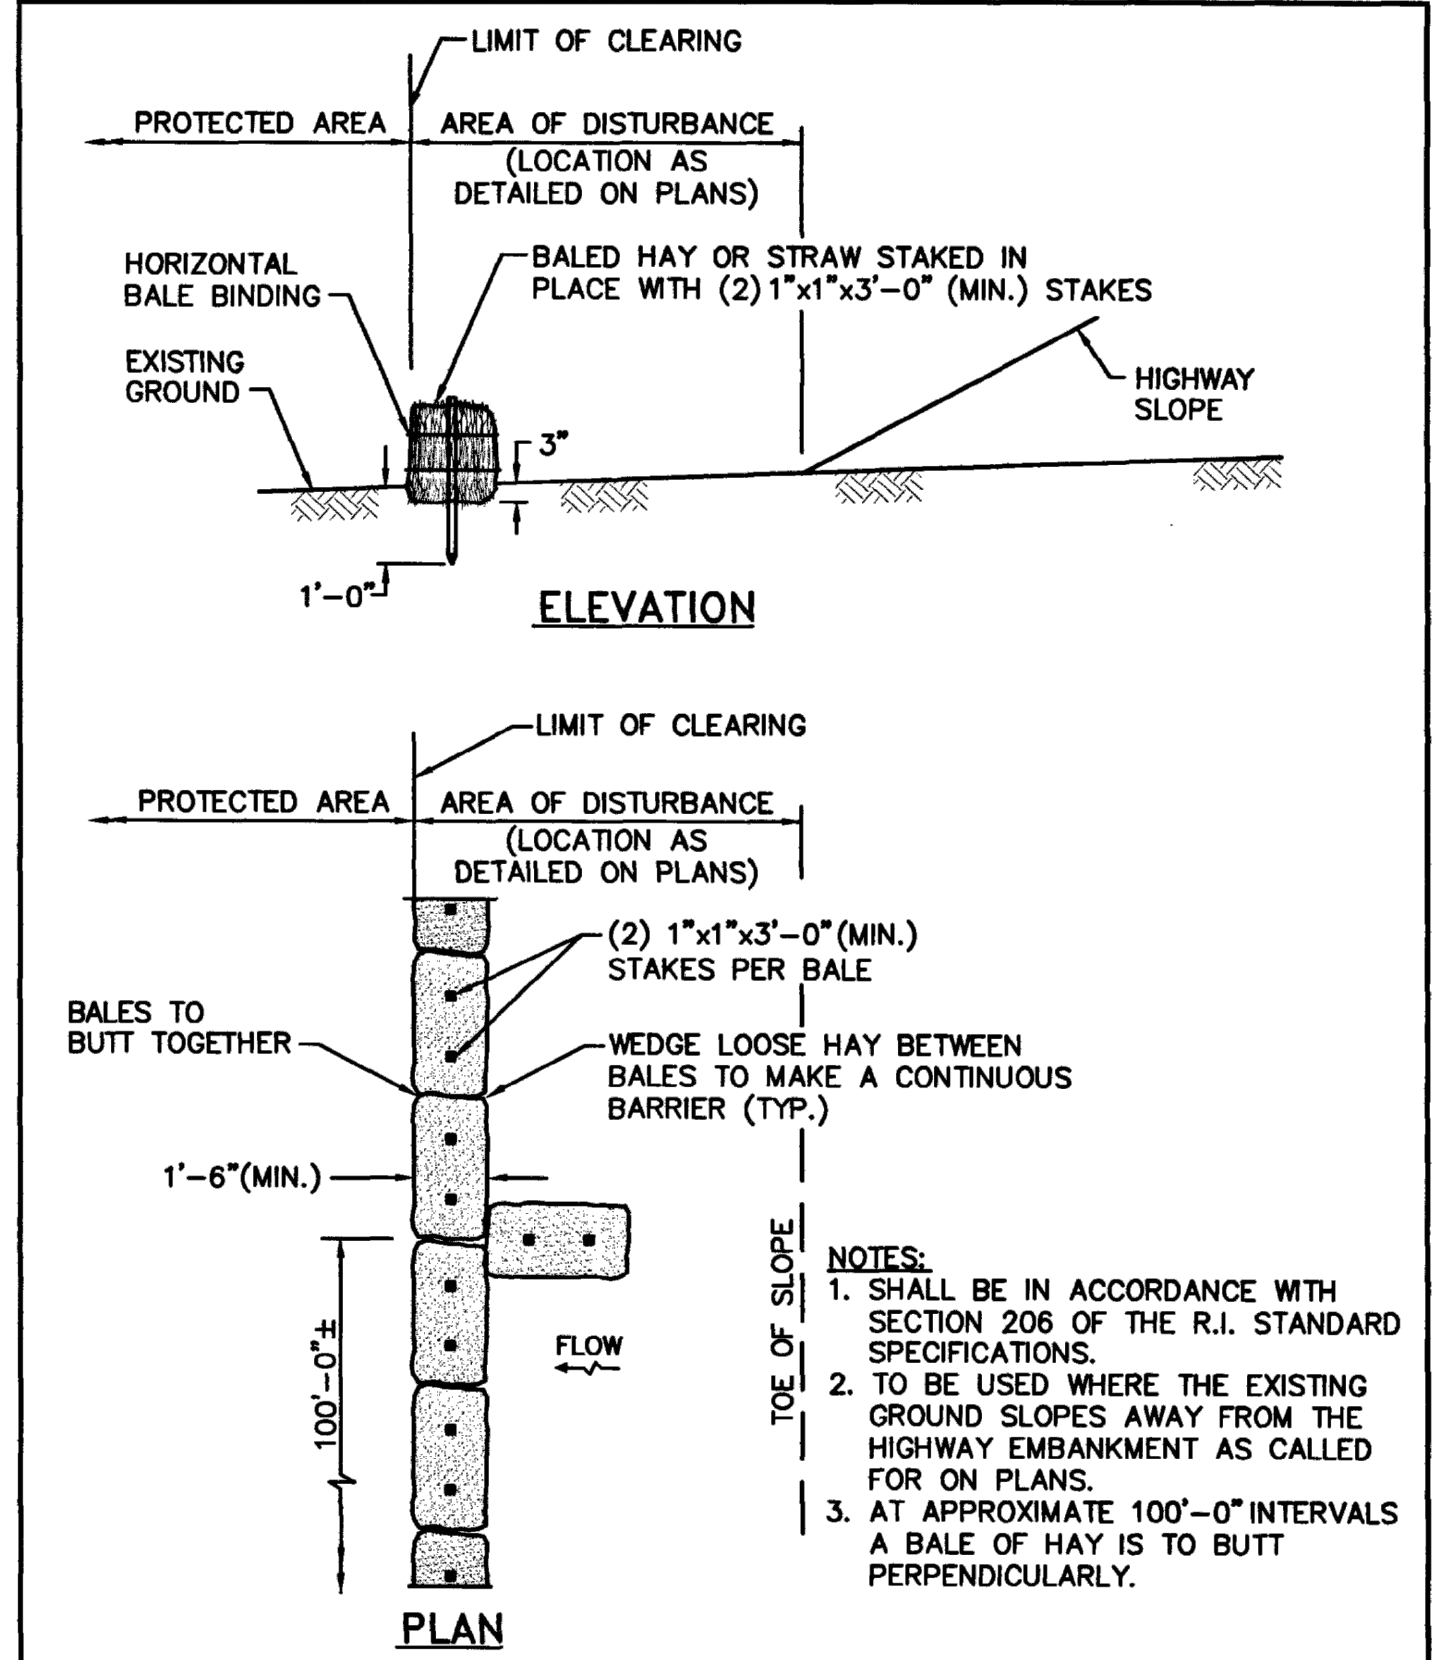 LIMIT OF CLEARING
PROTECTED AREA
AREA OF DISTURBANCE
(LOCATION AS
DETAILED ON PLANS)
HORIZONTAL
BALE BINDING
BALED HAY OR STRAW STAKED IN
PLACE WITH (2) 1"x1"x3'-0" (MIN.) STAKES
EXISTING
GROUND
HIGHWAY
SLOPE
3"
1'-0"
ELEVATION
LIMIT OF CLEARING
PROTECTED AREA
AREA OF DISTURBANCE
(LOCATION AS
DETAILED ON PLANS)
(2) 1"x1"x3'-0"(MIN.)
STAKES PER BALE
BALES TO
BUTT TOGETHER
WEDGE LOOSE HAY BETWEEN
BALES TO MAKE A CONTINUOUS
BARRIER (TYP.)
1'-6"(MIN.)
100'-0"±
FLOW
TOE OF SLOPE
NOTES:
1. SHALL BE IN ACCORDANCE WITH
SECTION 206 OF THE R.I. STANDARD
SPECIFICATIONS.
2. TO BE USED WHERE THE EXISTING
GROUND SLOPES AWAY FROM THE
HIGHWAY EMBANKMENT AS CALLED
FOR ON PLANS.
3. AT APPROXIMATE 100'-0" INTERVALS
A BALE OF HAY IS TO BUTT
PERPENDICULARLY.
PLAN